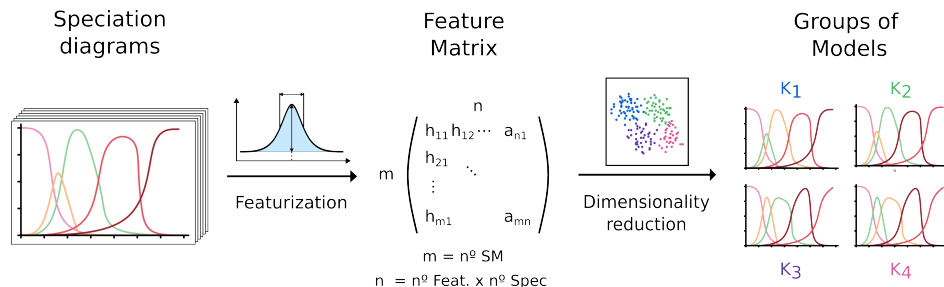 Speciation
diagrams
Featurization
Feature
Matrix
n
m
h11 h12 ⋯ an1
h21 ⋱
⋮
hm1 amn
m = nº SM
n = nº Feat. x nº Spec
Dimensionality
reduction
Groups of
Models
K1
K2
K3
K4